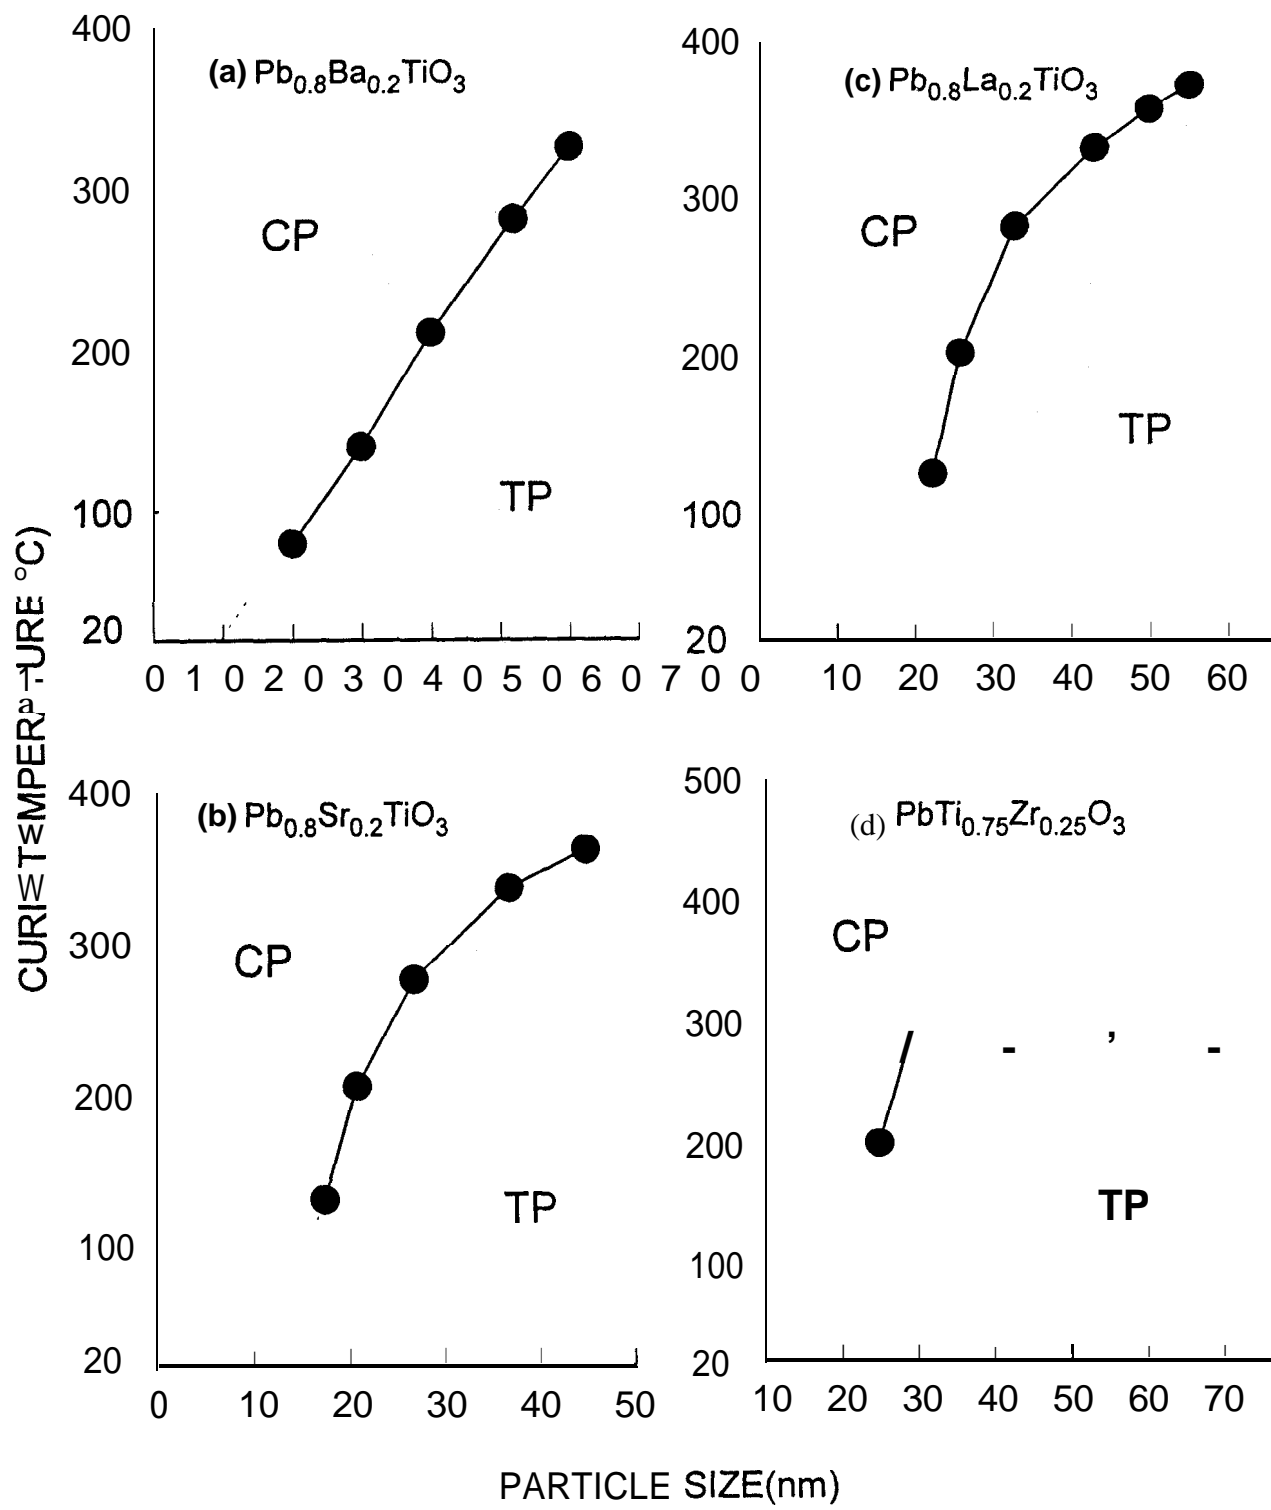 400
(a) Pb0.8Ba0.2TiO3
300
CP
200
TP
100
20
0 1 0 2 0 3 0 4 0 5 0 6 0 7 0
400
(c) Pb0.8La0.2TiO3
300
CP
200
TP
100
20
0 10 20 30 40 50 60
400
(b) Pb0.8Sr0.2TiO3
300
CP
200
TP
100
20
0 10 20 30 40 50
500
(d) PbTi0.75Zr0.25O3
400
CP
300
200
TP
100
20
10 20 30 40 50 60 70
PARTICLE SIZE(nm)